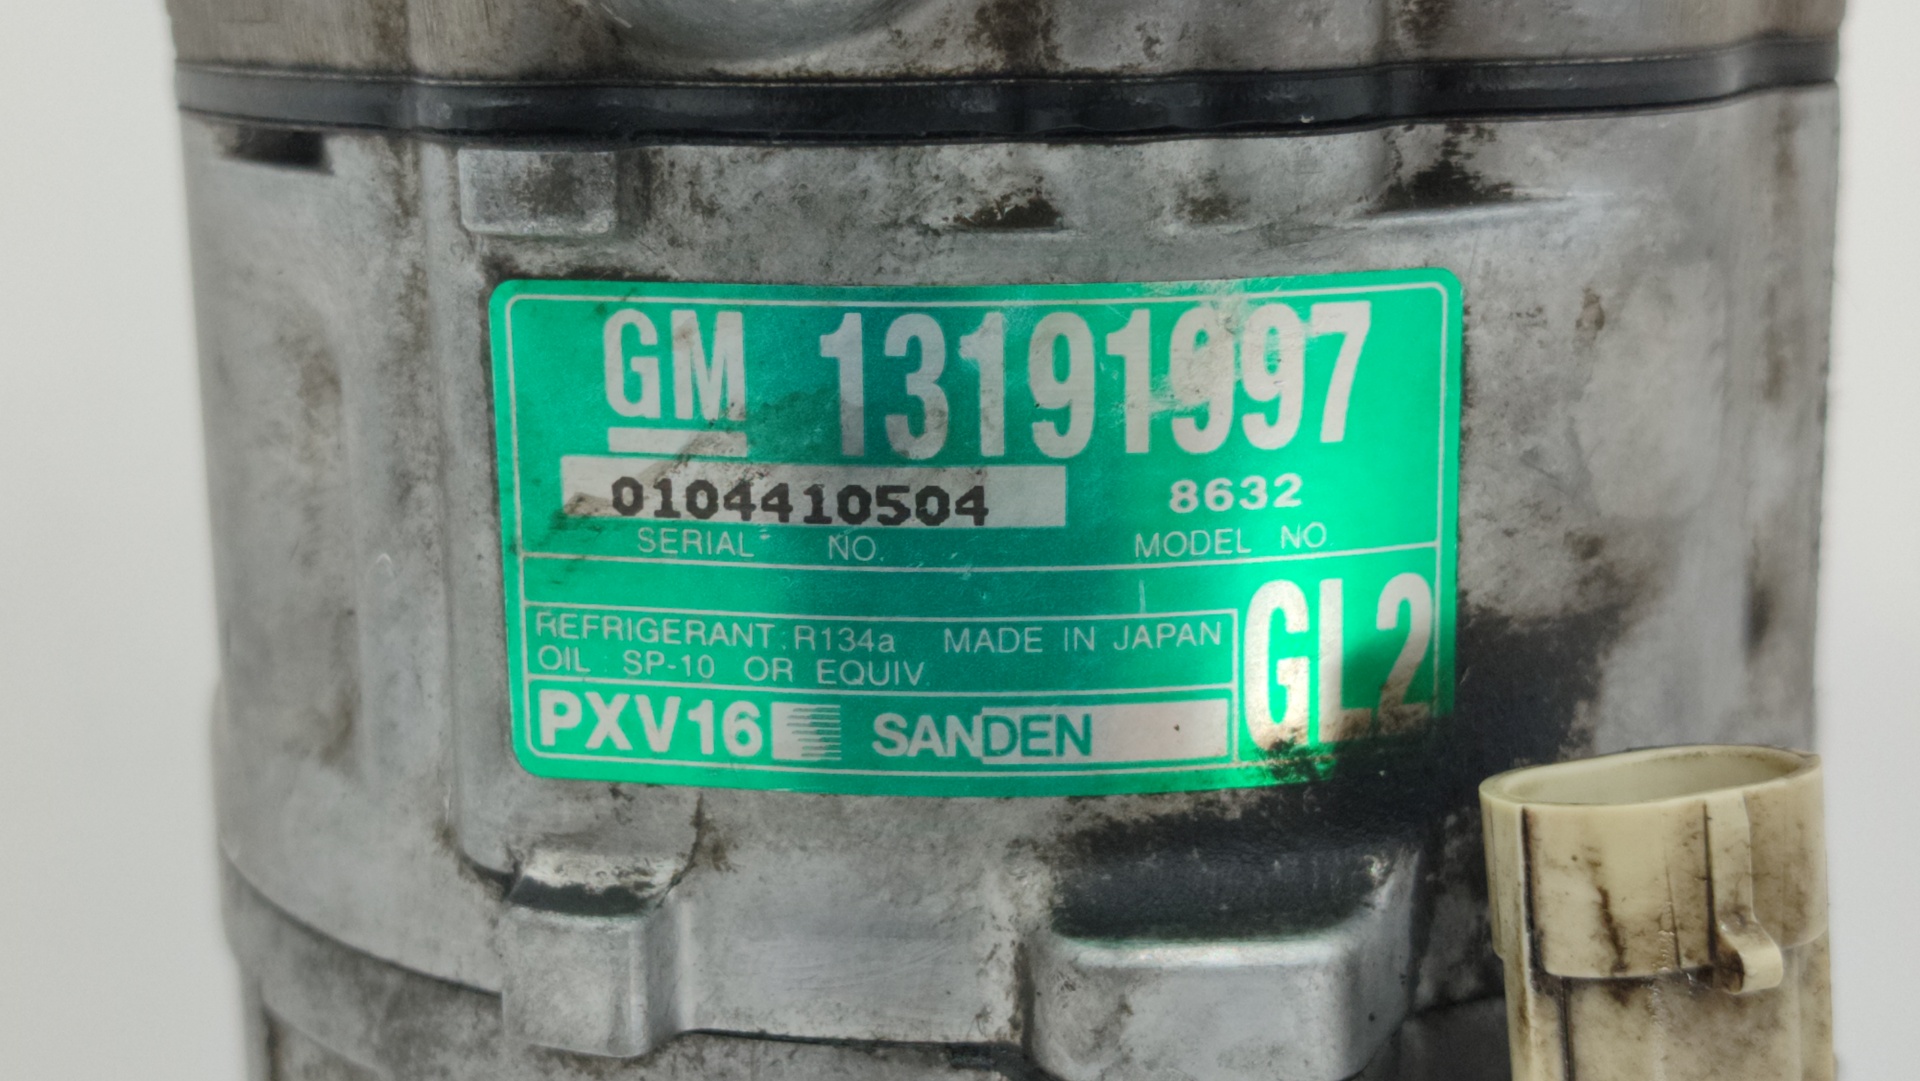 GM 13191997
0104410504 8632
SERIAL NO. MODEL NO
REFRIGERANT:R134a MADE IN JAPAN
OIL : SP-10 OR EQUIV.
GL2
PXV16 SANDEN